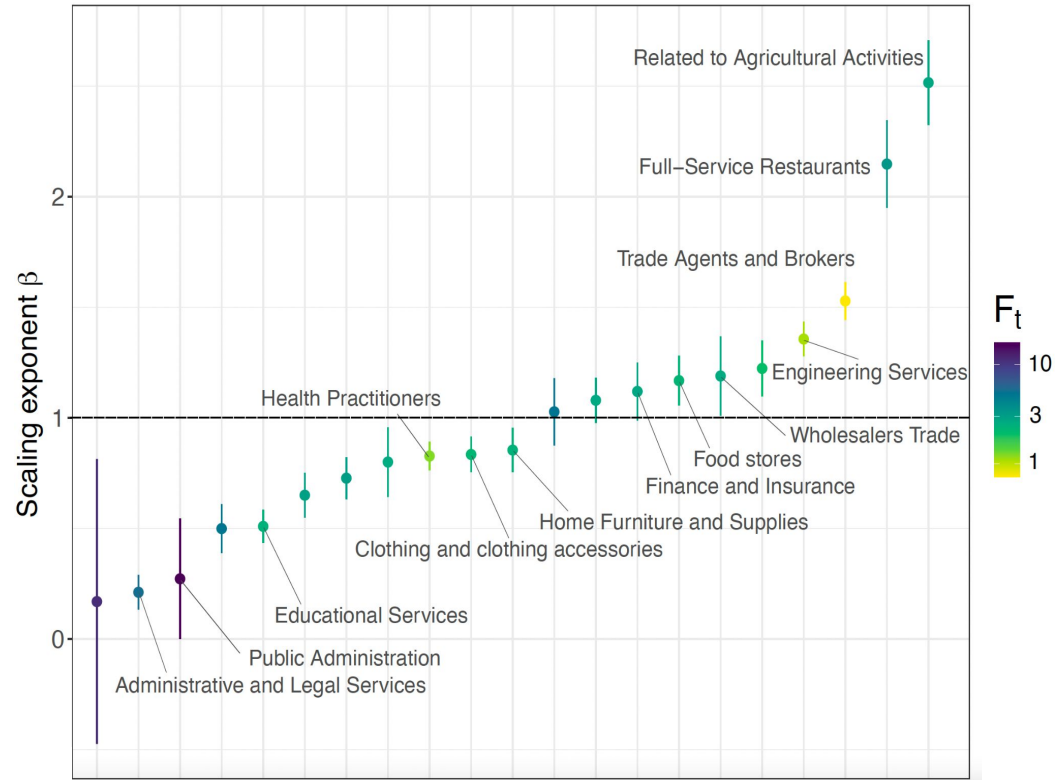 Related to Agricultural Activities
Full−Service Restaurants
2
Trade Agents and Brokers
Engineering Services
Health Practitioners
1
Wholesalers Trade
Food stores
Finance and Insurance
Home Furniture and Supplies
Clothing and clothing accessories
Educational Services
0
Public Administration
Administrative and Legal Services
Scaling exponent β
Ft
10
3
1